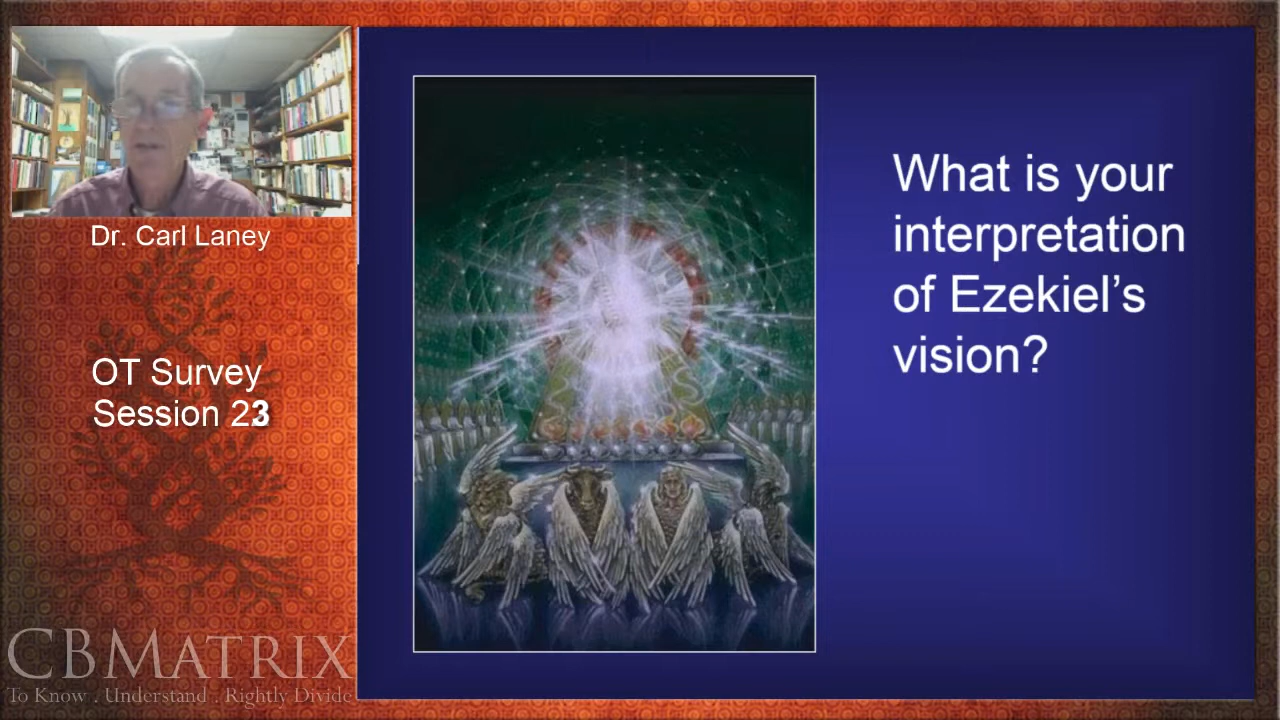 Dr. Carl Laney
OT Survey
Session 23
CBMATRIX
To Know . Understand . Rightly Divide
What is your
interpretation
of Ezekiel's
vision?